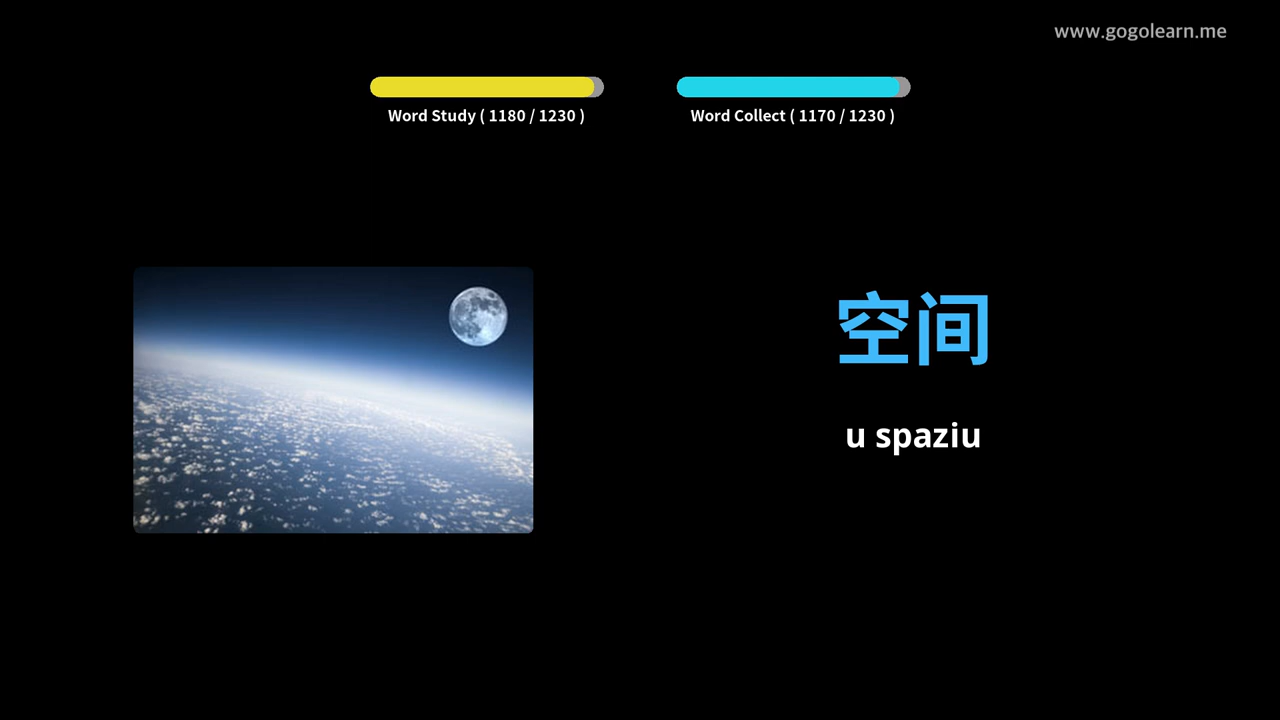 www.gogolearn.me
Word Study ( 1180 / 1230 )
Word Collect ( 1170 / 1230 )
空间
u spaziu